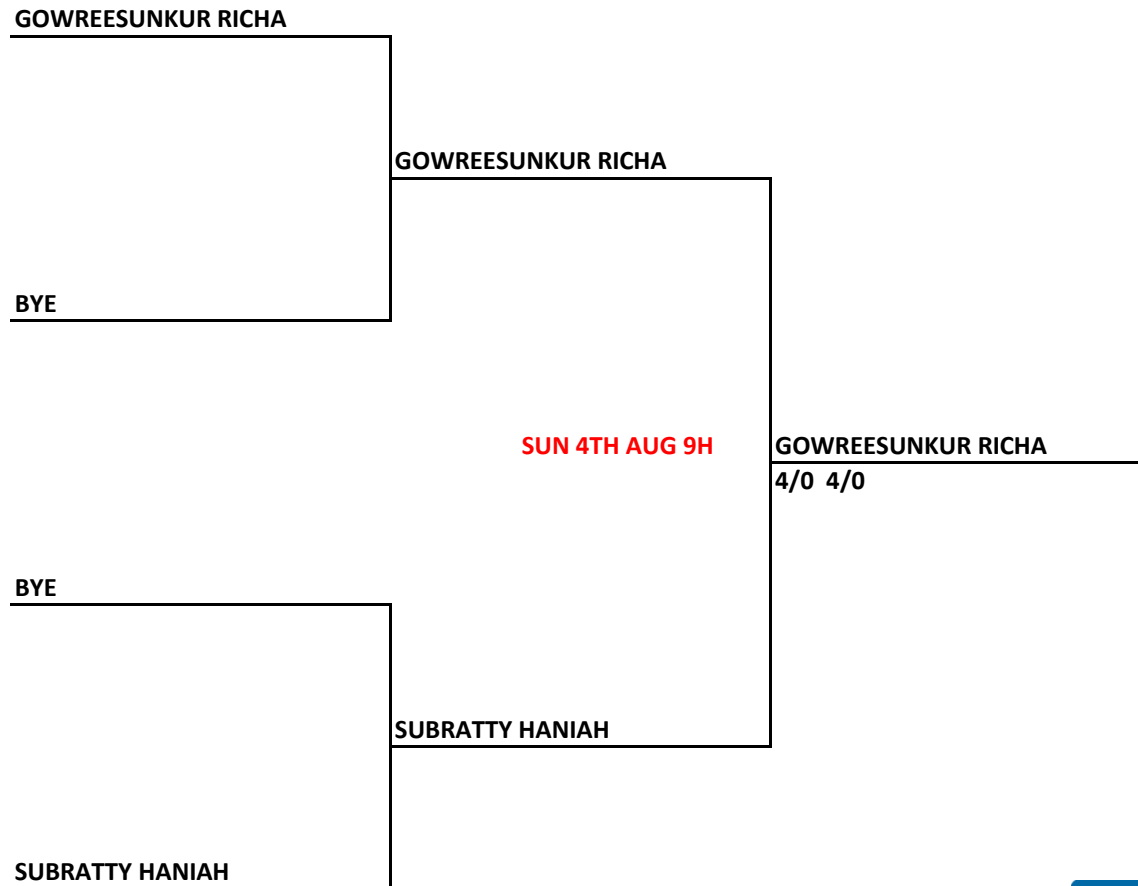 GOWREESUNKUR RICHA
GOWREESUNKUR RICHA
BYE
SUN 4TH AUG 9H
GOWREESUNKUR RICHA
4/0 4/0
BYE
SUBRATTY HANIAH
SUBRATTY HANIAH